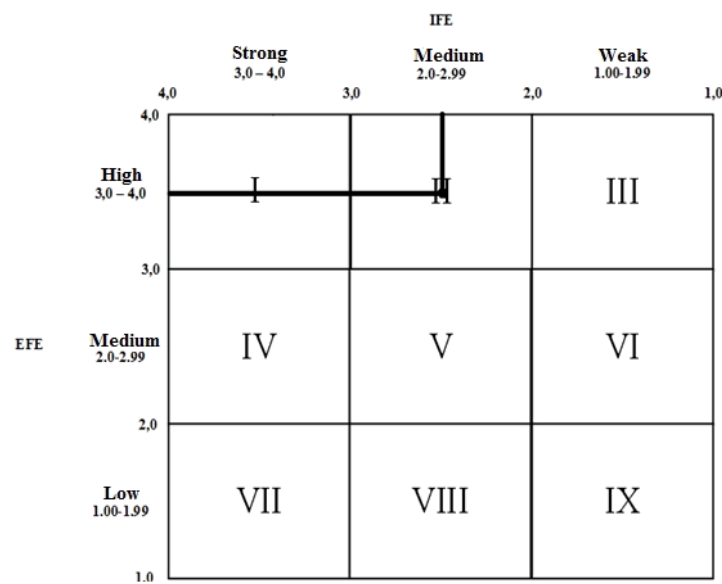 IFE
Strong Medium Weak
3,0 – 4,0 2.0-2.99 1.00-1.99
4,0 3,0 2,0 1,0
4,0
High
3,0 – 4,0
I II III
3,0
EFE
Medium
2.0-2.99
IV V VI
2,0
Low
1.00-1.99
VII VIII IX
1.0